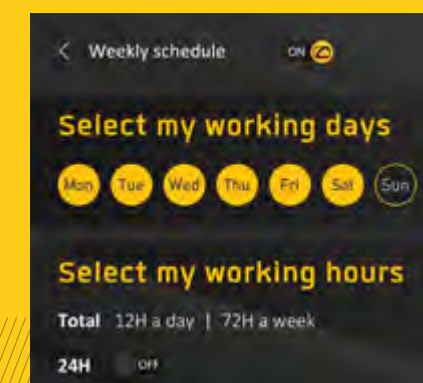 < Weekly schedule ON
Select my working days
Mon Tue Wed Thu Fri Sat Sun
Select my working hours
Total 12H a day | 72H a week
24H OFF